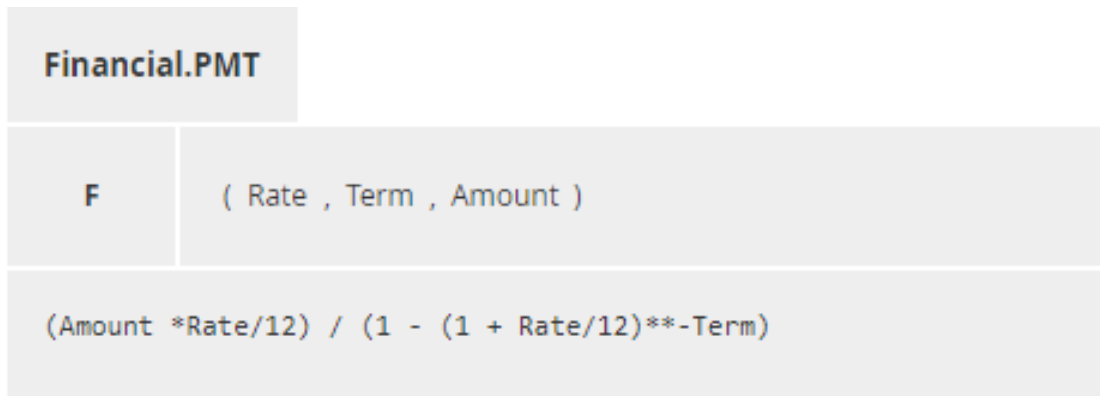 Financial.PMT
F ( Rate , Term , Amount )
(Amount *Rate/12) / (1 - (1 + Rate/12)**-Term)